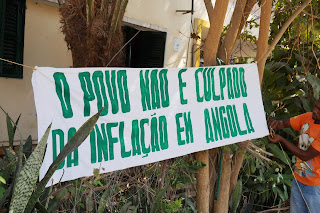 O POVO NÃO E CULPADO
DA INFLAÇÃO EM ANGOLA